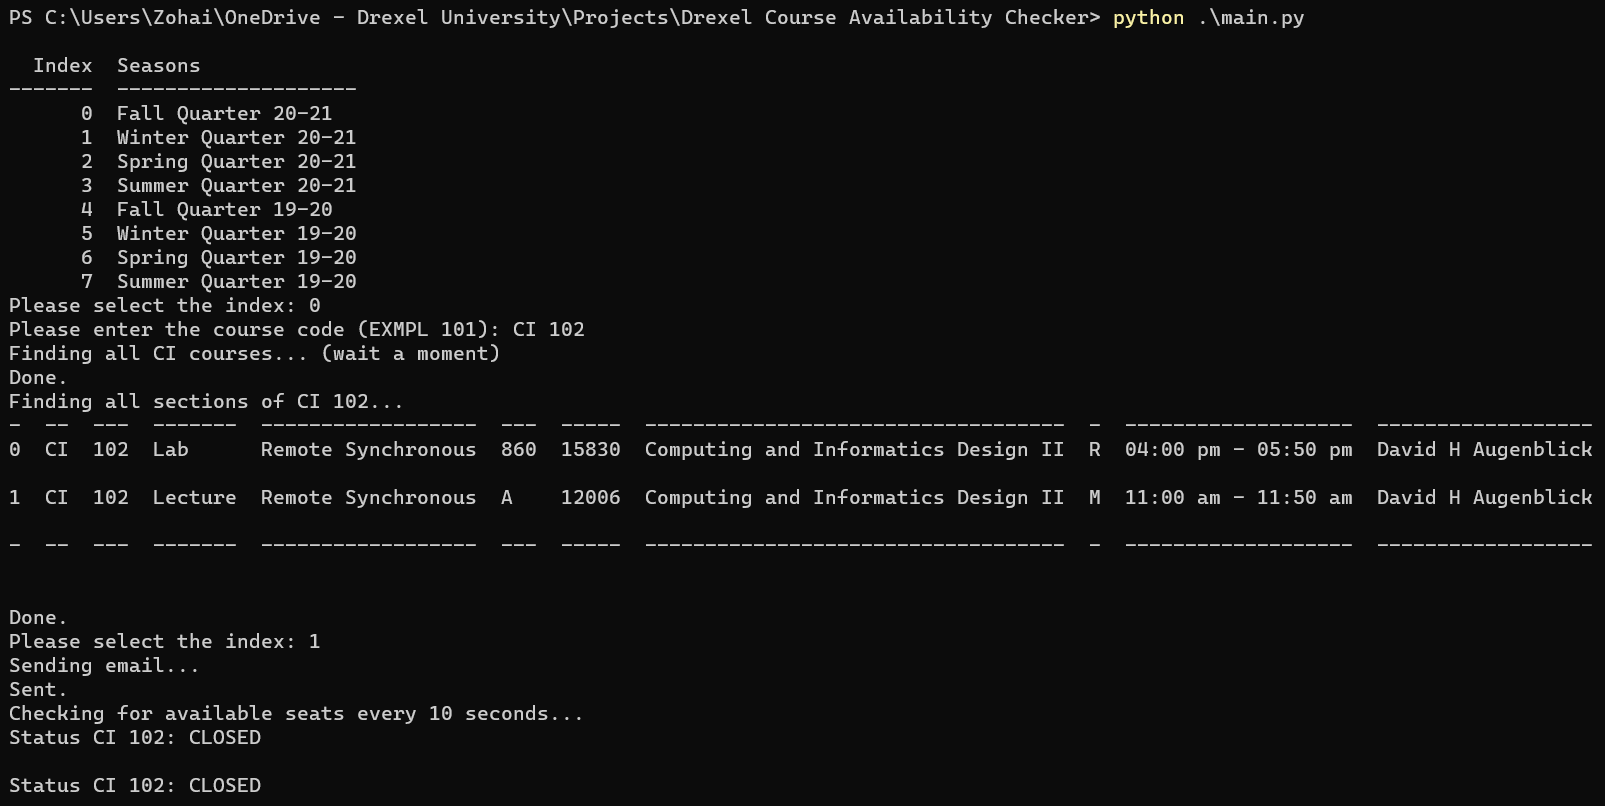 PS C:\Users\Zohai\OneDrive - Drexel University\Projects\Drexel Course Availability Checker> python .\main.py
  Index  Seasons
-------  --------------------
      0  Fall Quarter 20-21
      1  Winter Quarter 20-21
      2  Spring Quarter 20-21
      3  Summer Quarter 20-21
      4  Fall Quarter 19-20
      5  Winter Quarter 19-20
      6  Spring Quarter 19-20
      7  Summer Quarter 19-20
Please select the index: 0
Please enter the course code (EXMPL 101): CI 102
Finding all CI courses... (wait a moment)
Done.
Finding all sections of CI 102...
-  --  ---  -------  ------------------  ---  -----  -----------------------------------  -  -------------------  ------------------
0  CI  102  Lab      Remote Synchronous  860  15830  Computing and Informatics Design II  R  04:00 pm - 05:50 pm  David H Augenblick
1  CI  102  Lecture  Remote Synchronous  A    12006  Computing and Informatics Design II  M  11:00 am - 11:50 am  David H Augenblick
-  --  ---  -------  ------------------  ---  -----  -----------------------------------  -  -------------------  ------------------
Done.
Please select the index: 1
Sending email...
Sent.
Checking for available seats every 10 seconds...
Status CI 102: CLOSED
Status CI 102: CLOSED